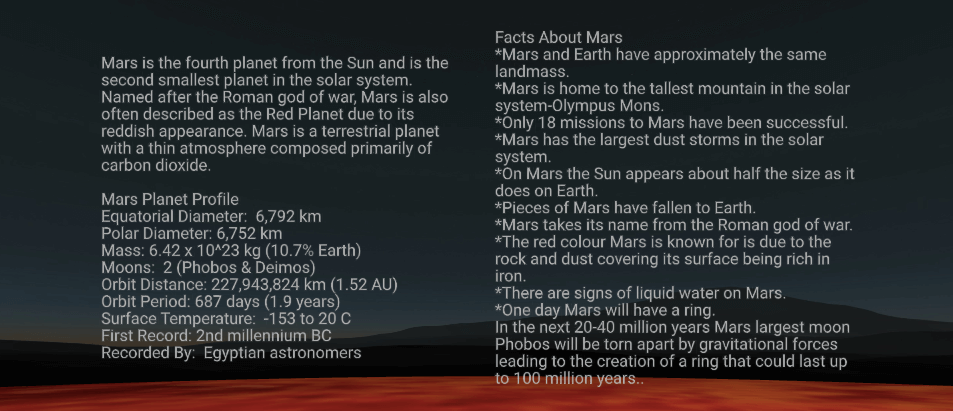 Mars is the fourth planet from the Sun and is the
second smallest planet in the solar system.
Named after the Roman god of war, Mars is also
often described as the Red Planet due to its
reddish appearance. Mars is a terrestrial planet
with a thin atmosphere composed primarily of
carbon dioxide.
Mars Planet Profile
Equatorial Diameter:  6,792 km
Polar Diameter: 6,752 km
Mass: 6.42 x 10^23 kg (10.7% Earth)
Moons:  2 (Phobos & Deimos)
Orbit Distance: 227,943,824 km (1.52 AU)
Orbit Period: 687 days (1.9 years)
Surface Temperature:  -153 to 20 C
First Record: 2nd millennium BC
Recorded By:  Egyptian astronomers
Facts About Mars
*Mars and Earth have approximately the same
landmass.
*Mars is home to the tallest mountain in the solar
system-Olympus Mons.
*Only 18 missions to Mars have been successful.
*Mars has the largest dust storms in the solar
system.
*On Mars the Sun appears about half the size as it
does on Earth.
*Pieces of Mars have fallen to Earth.
*Mars takes its name from the Roman god of war.
*The red colour Mars is known for is due to the
rock and dust covering its surface being rich in
iron.
*There are signs of liquid water on Mars.
*One day Mars will have a ring.
In the next 20-40 million years Mars largest moon
Phobos will be torn apart by gravitational forces
leading to the creation of a ring that could last up
to 100 million years..